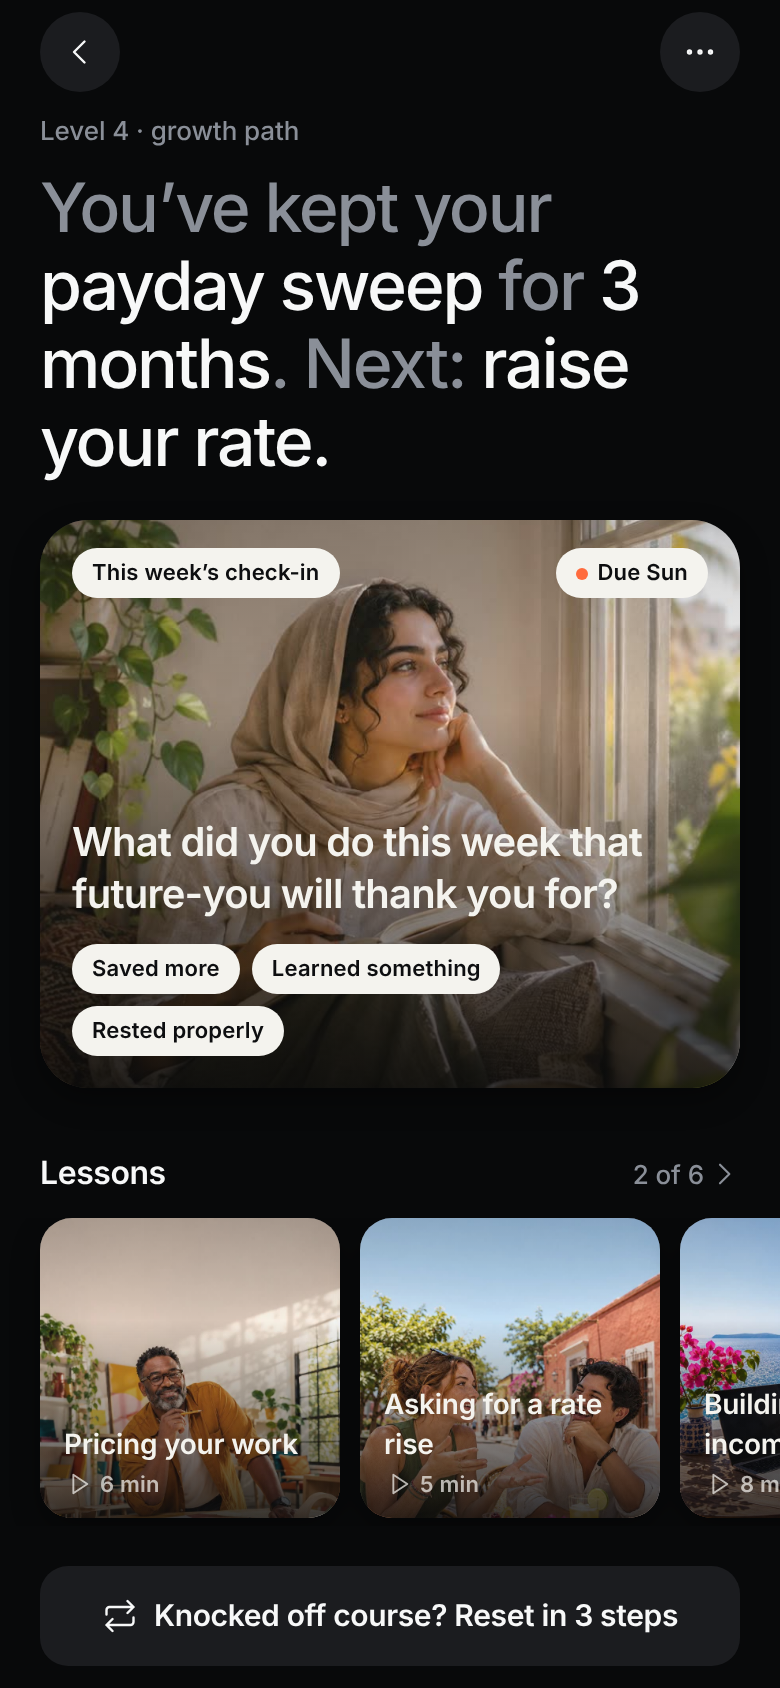 Level 4 · growth path
You’ve kept your
payday sweep for 3
months. Next: raise
your rate.
This week’s check-in
Due Sun
What did you do this week that
future-you will thank you for?
Saved more
Learned something
Rested properly
Lessons
2 of 6
Pricing your work
6 min
Asking for a rate
rise
5 min
8
Knocked off course? Reset in 3 steps